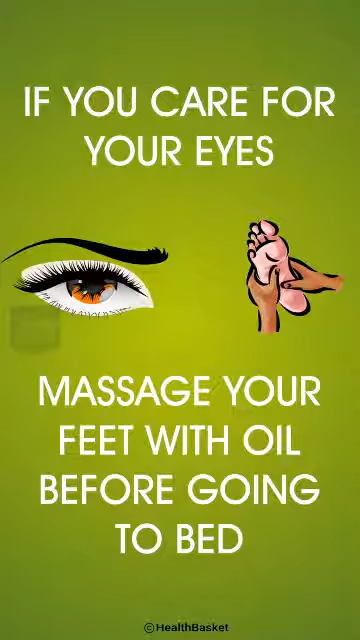 IF YOU CARE FOR
YOUR EYES
MASSAGE YOUR
FEET WITH OIL
BEFORE GOING
TO BED
©HealthBasket